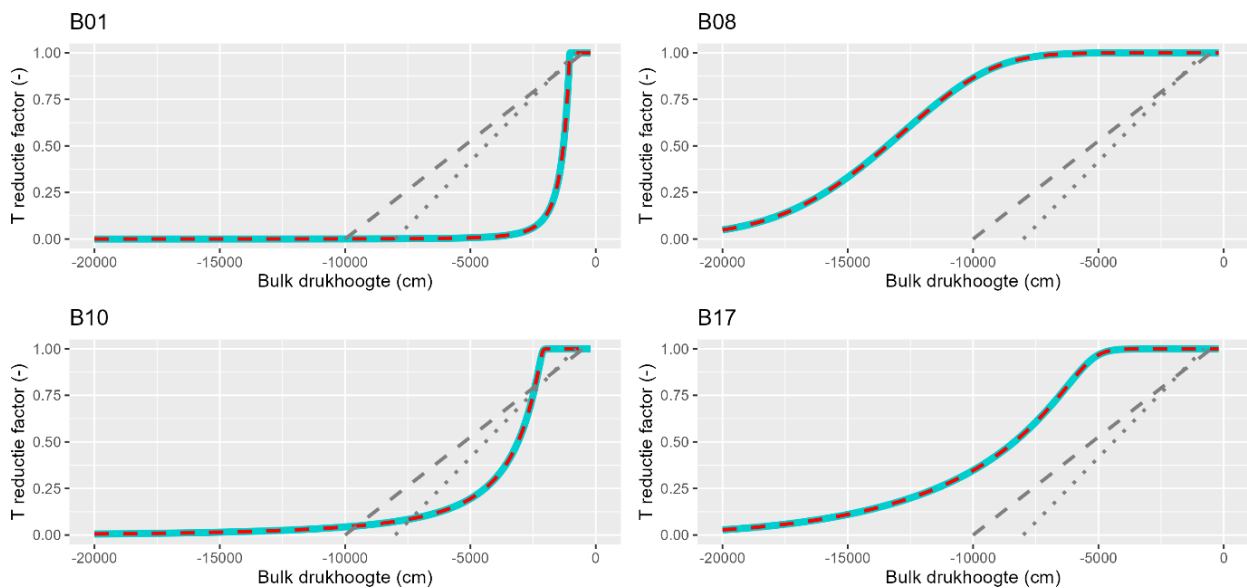 B01
T reductie factor (-)
1.00
0.75
0.50
0.25
0.00
-20000 -15000 -10000 -5000 0
Bulk drukhoogte (cm)
B08
T reductie factor (-)
1.00
0.75
0.50
0.25
0.00
-20000 -15000 -10000 -5000 0
Bulk drukhoogte (cm)
B10
T reductie factor (-)
1.00
0.75
0.50
0.25
0.00
-20000 -15000 -10000 -5000 0
Bulk drukhoogte (cm)
B17
T reductie factor (-)
1.00
0.75
0.50
0.25
0.00
-20000 -15000 -10000 -5000 0
Bulk drukhoogte (cm)